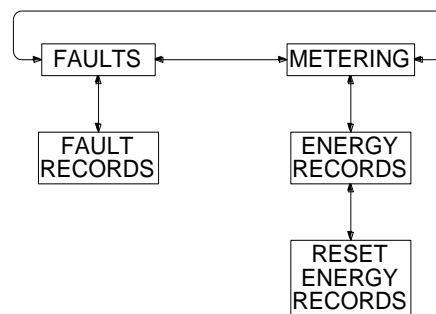 FAULTS
METERING
FAULT
RECORDS
ENERGY
RECORDS
RESET
ENERGY
RECORDS